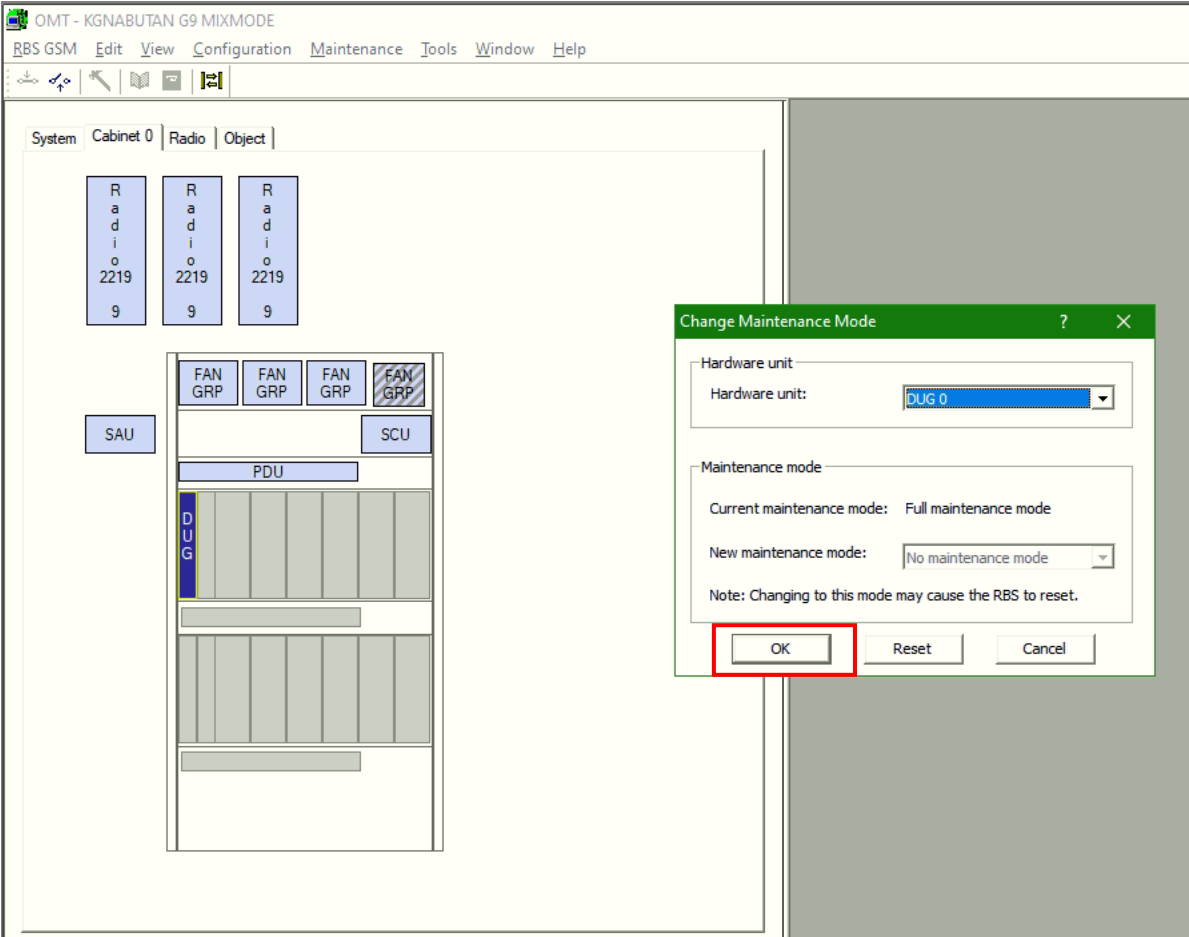 OMT - KGNABUTAN G9 MIXMODE
RBS GSM Edit View Configuration Maintenance Tools Window Help
System Cabinet 0 Radio Object
Radio
2219
9
Radio
2219
9
Radio
2219
9
FAN
GRP
FAN
GRP
FAN
GRP
FAN
GRP
SAU
SCU
PDU
DUG
Change Maintenance Mode ?
Hardware unit
Hardware unit: DUG 0
Maintenance mode
Current maintenance mode: Full maintenance mode
New maintenance mode: No maintenance mode
Note: Changing to this mode may cause the RBS to reset.
OK Reset Cancel